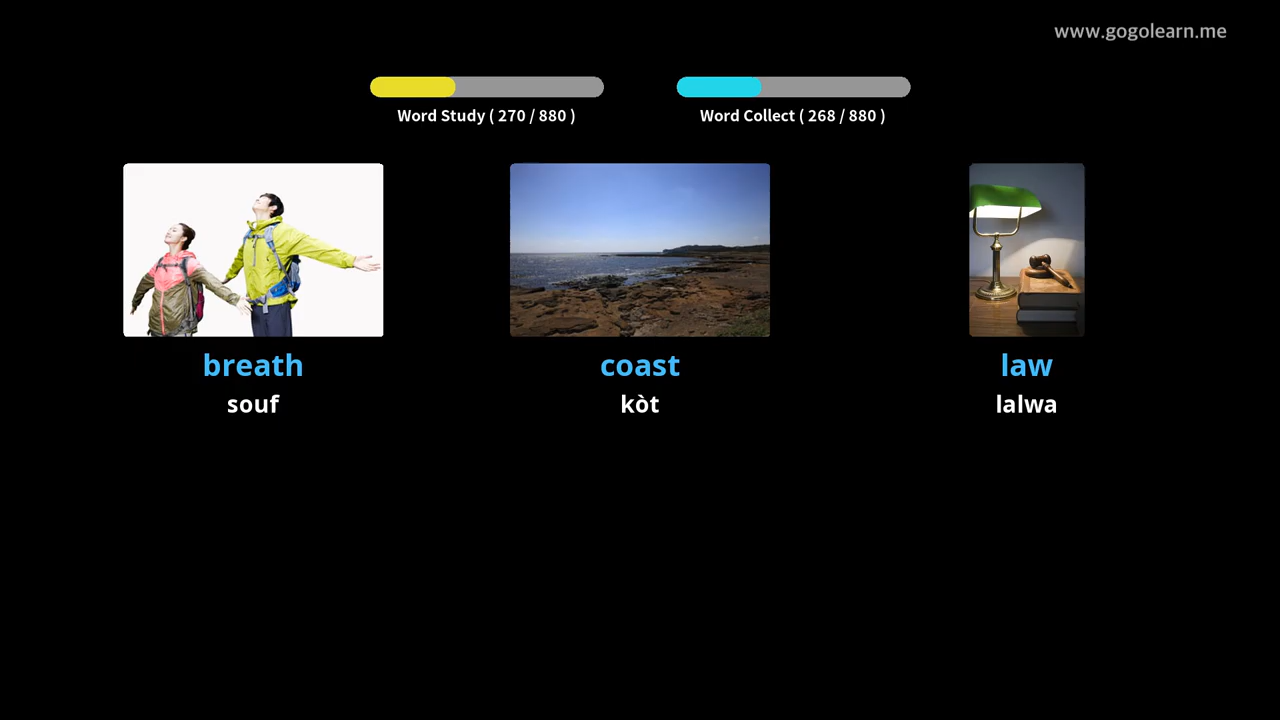 www.gogolearn.me
Word Study ( 270 / 880 )
Word Collect ( 268 / 880 )
breath
souf
coast
kòt
law
lalwa